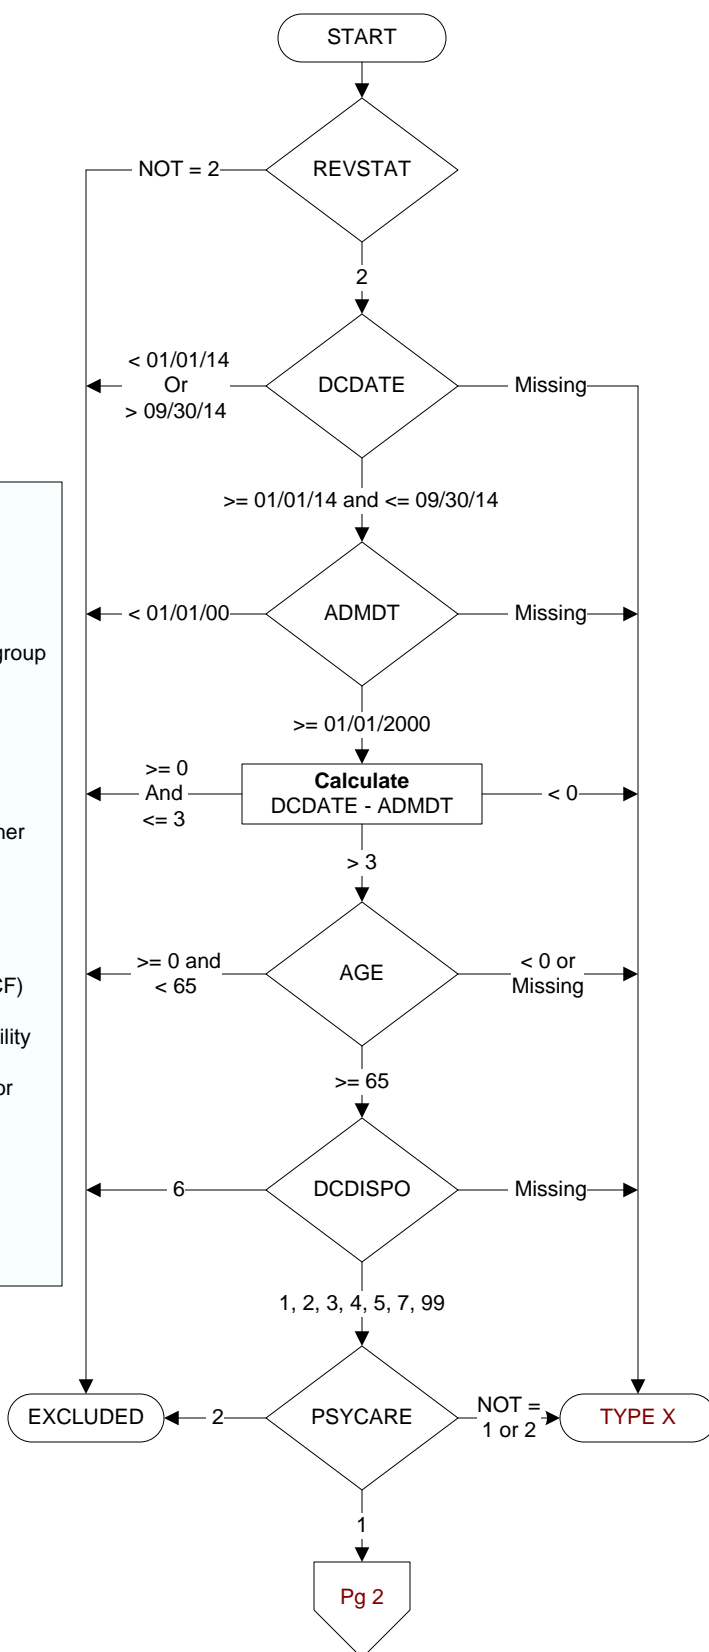 START
NOT = 2
REVSTAT
2
< 01/01/14
Or
> 09/30/14
DCDATE
Missing
>= 01/01/14 and <= 09/30/14
< 01/01/00
ADMDT
Missing
group
>= 01/01/2000
>= 0
And
<= 3
Calculate
DCDATE - ADMDT
< 0
> 3
>= 0 and
< 65
AGE
< 0 or
Missing
>= 65
6
DCDISPO
Missing
1, 2, 3, 4, 5, 7, 99
EXCLUDED
2
PSYCARE
NOT =
1 or 2
TYPE X
1
Pg 2